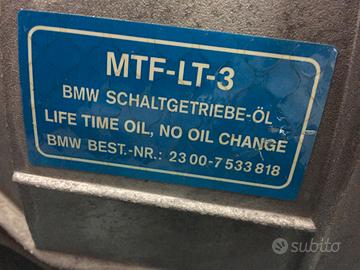 MTF-LT-3
BMW SCHALTGETRIEBE-ÖL
LIFE TIME OIL, NO OIL CHANGE
BMW BEST.-NR.: 23 00-7 533 818
subito